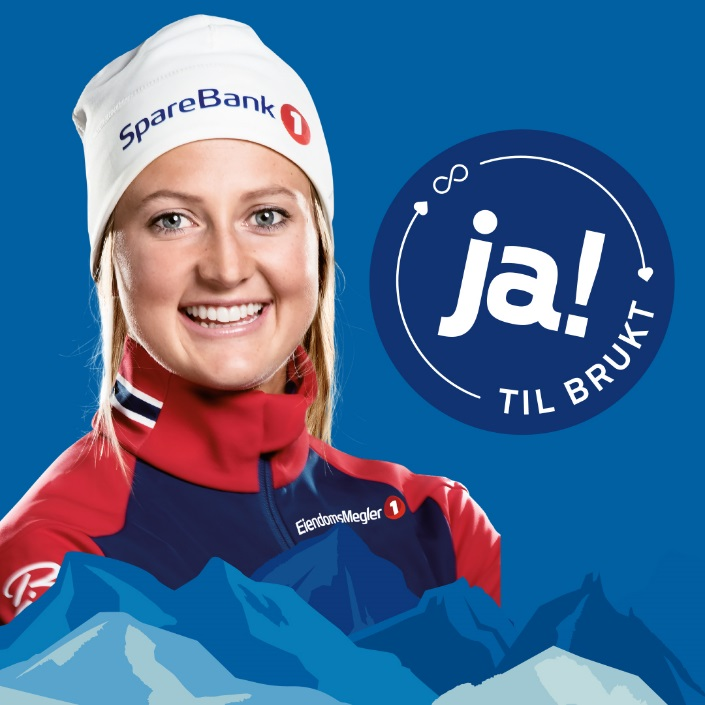 SpareBank 1
ja!
TIL BRUKT
EiendomsMegler 1